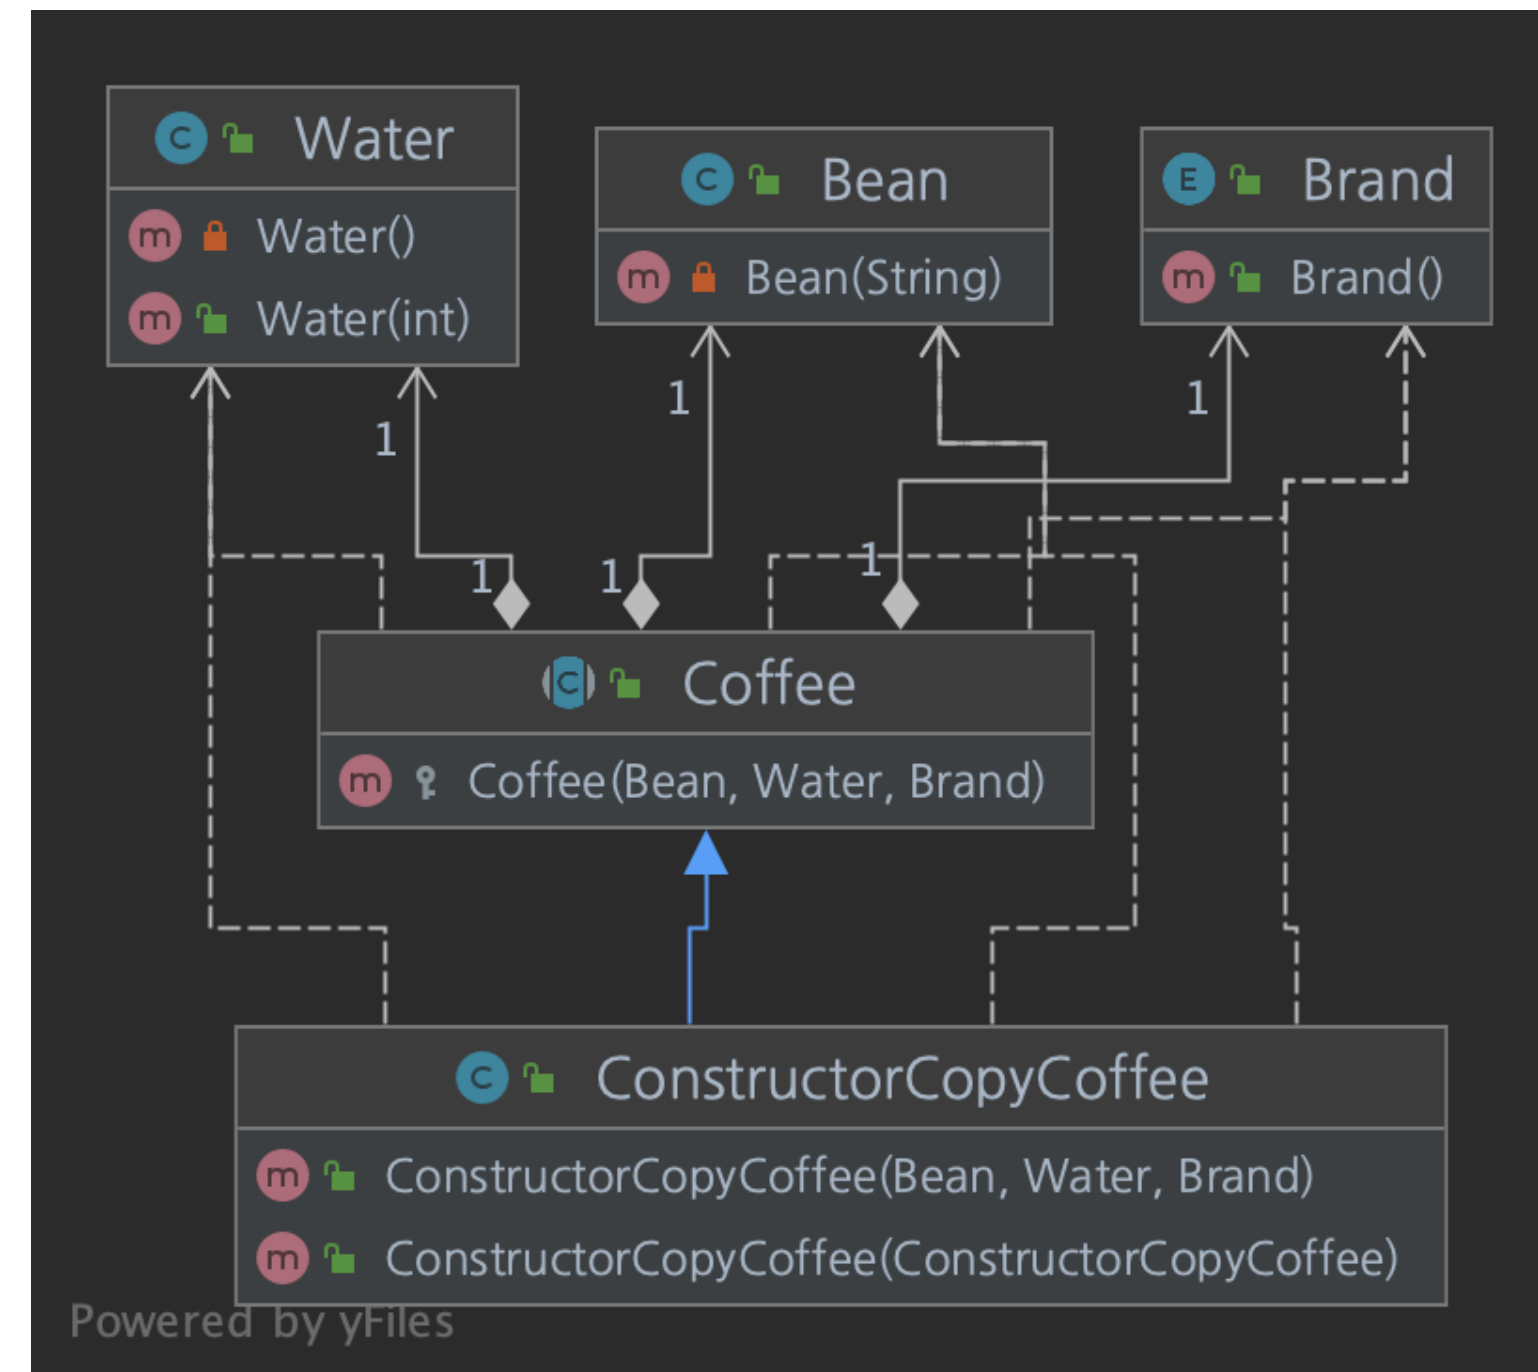 C Water
m Water()
m Water(int)
C Bean
m Bean(String)
E Brand
m Brand()
1
1
1
1
1
1
C Coffee
m Coffee(Bean, Water, Brand)
C ConstructorCopyCoffee
m ConstructorCopyCoffee(Bean, Water, Brand)
m ConstructorCopyCoffee(ConstructorCopyCoffee)
Powered by yFiles